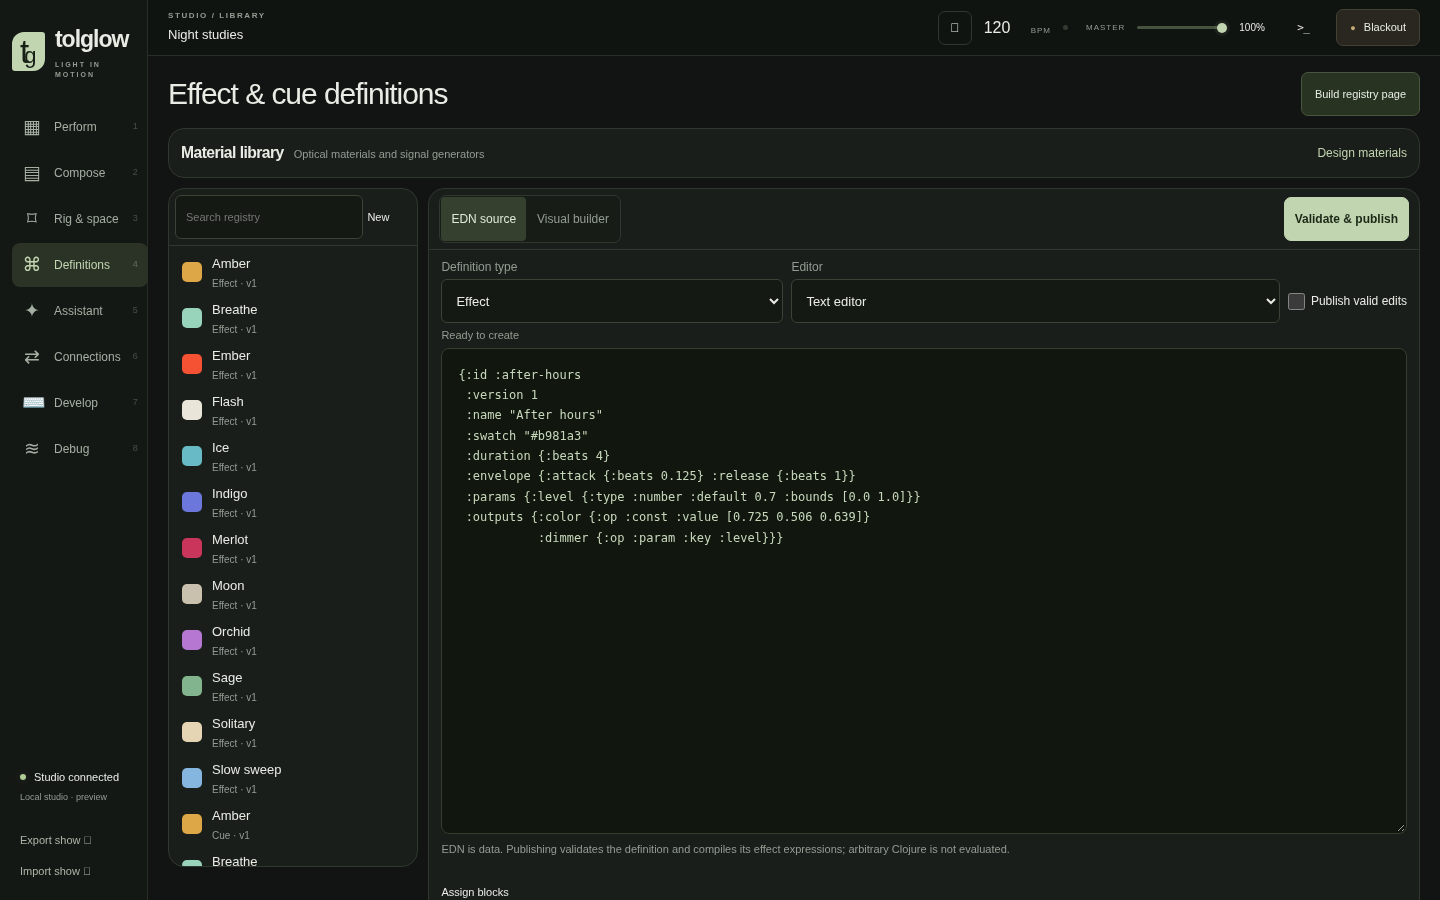 tg
tolglow
LIGHT IN
MOTION
Perform 1
Compose 2
Rig & space 3
Definitions 4
Assistant 5
Connections 6
Develop 7
Debug 8
Studio connected
Local studio · preview
Export show
Import show
STUDIO / LIBRARY
Night studies
120 BPM
MASTER 100%
>_
Blackout
Effect & cue definitions
Build registry page
Material library Optical materials and signal generators
Design materials
Search registry
New
Amber
Effect · v1
Breathe
Effect · v1
Ember
Effect · v1
Flash
Effect · v1
Ice
Effect · v1
Indigo
Effect · v1
Merlot
Effect · v1
Moon
Effect · v1
Orchid
Effect · v1
Sage
Effect · v1
Solitary
Effect · v1
Slow sweep
Effect · v1
Amber
Cue · v1
Breathe
EDN source
Visual builder
Validate & publish
Definition type
Effect
Editor
Text editor
Publish valid edits
Ready to create
{:id :after-hours
:version 1
:name "After hours"
:swatch "#b981a3"
:duration {:beats 4}
:envelope {:attack {:beats 0.125} :release {:beats 1}}
:params {:level {:type :number :default 0.7 :bounds [0.0 1.0]}}
:outputs {:color {:op :const :value [0.725 0.506 0.639]}
:dimmer {:op :param :key :level}}}
EDN is data. Publishing validates the definition and compiles its effect expressions; arbitrary Clojure is not evaluated.
Assign blocks